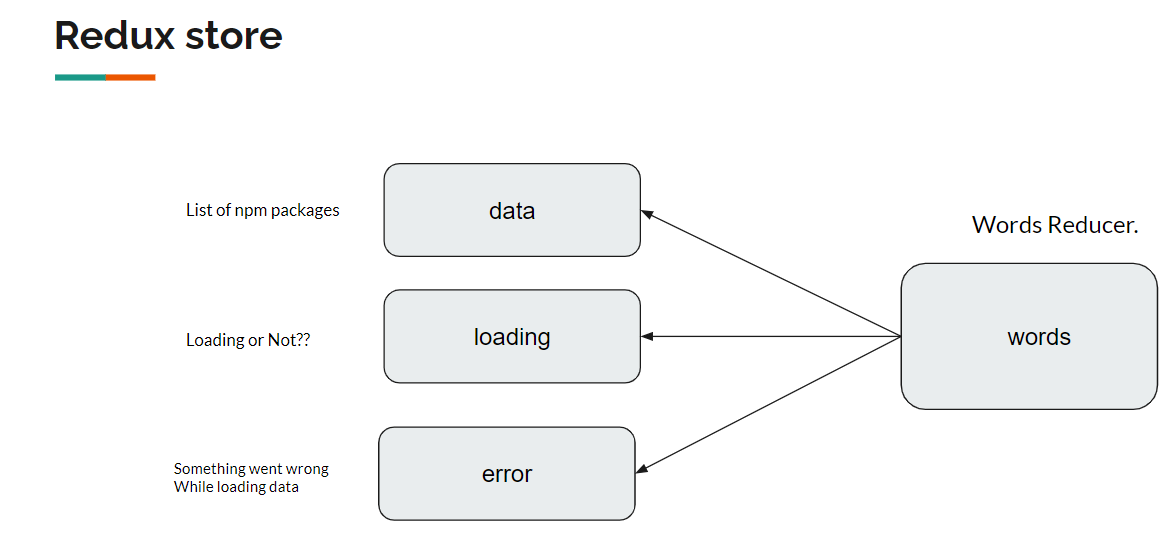 Redux store
List of npm packages
data
Words Reducer.
Loading or Not??
loading
words
Something went wrong
While loading data
error